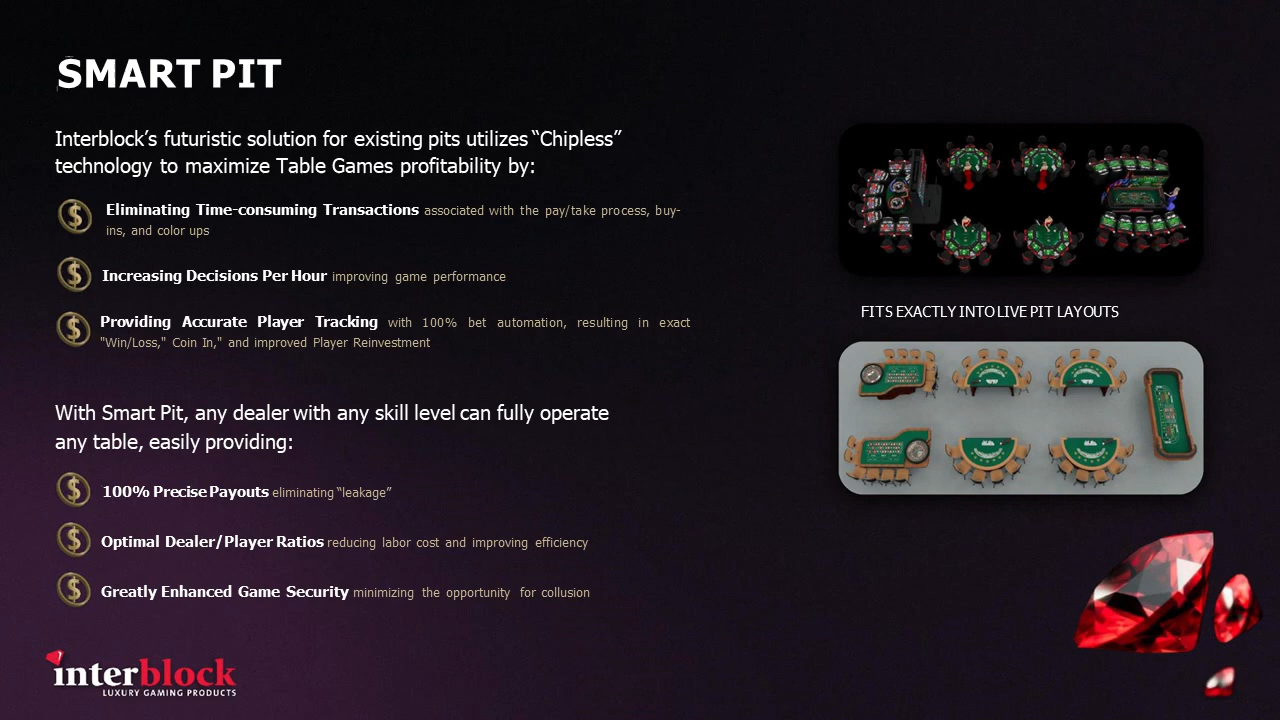 SMART PIT
Interblock’s futuristic solution for existing pits utilizes “Chipless”
technology to maximize Table Games profitability by:
Eliminating Time-consuming Transactions associated with the pay/take process, buy-
ins, and color ups
Increasing Decisions Per Hour improving game performance
Providing Accurate Player Tracking with 100% bet automation, resulting in exact
"Win/Loss," Coin In," and improved Player Reinvestment
With Smart Pit, any dealer with any skill level can fully operate
any table, easily providing:
100% Precise Payouts eliminating “leakage”
Optimal Dealer/Player Ratios reducing labor cost and improving efficiency
Greatly Enhanced Game Security minimizing the opportunity for collusion
FITS EXACTLY INTO LIVE PIT LAYOUTS
interblock
LUXURY GAMING PRODUCTS